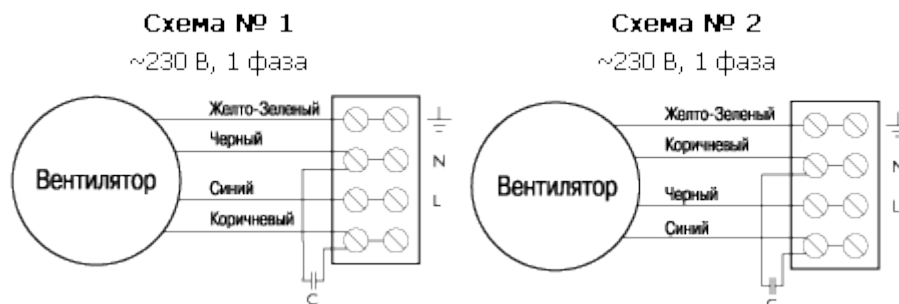 Схема № 1
~230 В, 1 фаза
Желто-Зеленый
Черный
Вентилятор
Синий
Коричневый
N
L
C
Схема № 2
~230 В, 1 фаза
Желто-Зеленый
Коричневый
Вентилятор
Черный
Синий
N
L
C